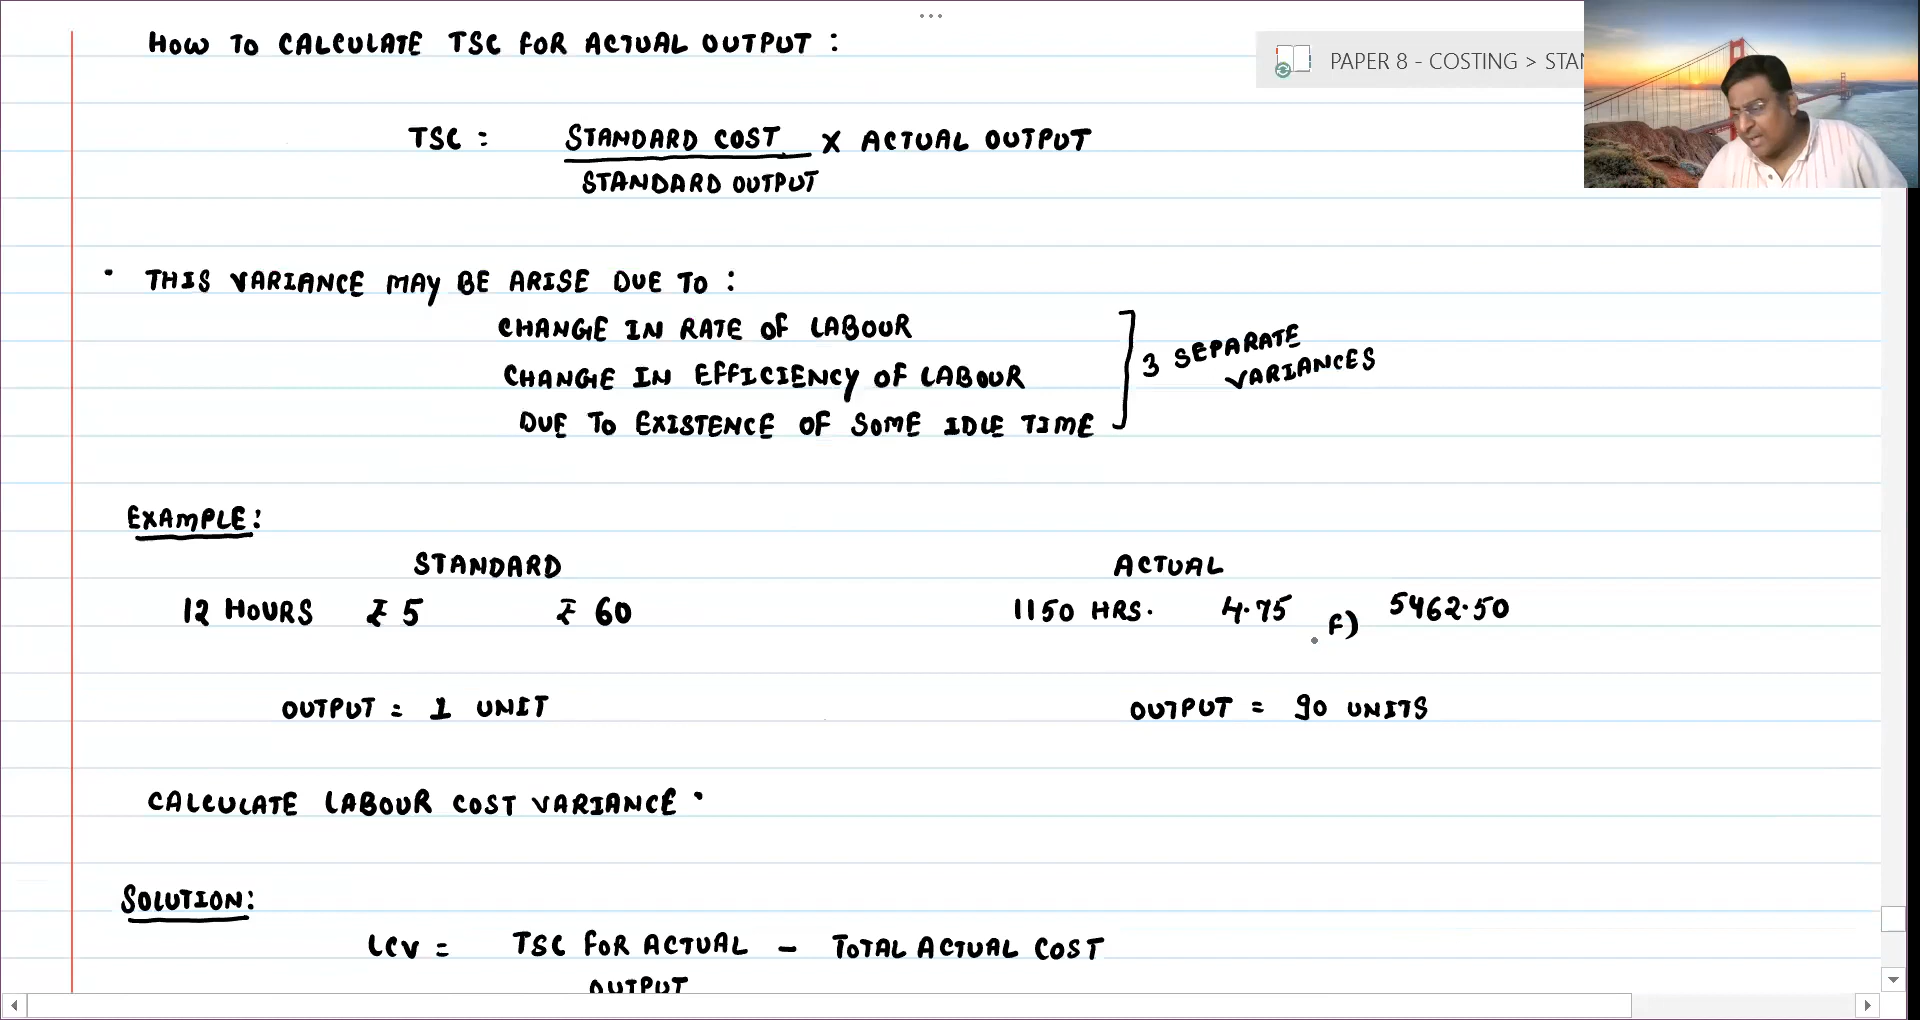 HOW TO CALCULATE TSC FOR ACTUAL OUTPUT :
PAPER 8 - COSTING > STAN
TSC = STANDARD COST X ACTUAL OUTPUT
STANDARD OUTPUT
• THIS VARIANCE MAY BE ARISE DUE TO :
CHANGE IN RATE OF LABOUR
CHANGE IN EFFICIENCY OF LABOUR
DUE TO EXISTENCE OF SOME IDLE TIME
3 SEPARATE
VARIANCES
EXAMPLE:
STANDARD ACTUAL
12 HOURS ₹ 5 ₹ 60 1150 HRS. 4.75 F) 5462.50
OUTPUT = 1 UNIT OUTPUT = 90 UNITS
CALCULATE LABOUR COST VARIANCE.
SOLUTION:
LCV = TSC FOR ACTUAL - TOTAL ACTUAL COST
OUTPUT